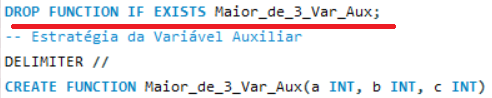 DROP FUNCTION IF EXISTS Maior_de_3_Var_Aux;
-- Estratégia da Variável Auxiliar
DELIMITER //
CREATE FUNCTION Maior_de_3_Var_Aux(a INT, b INT, c INT)